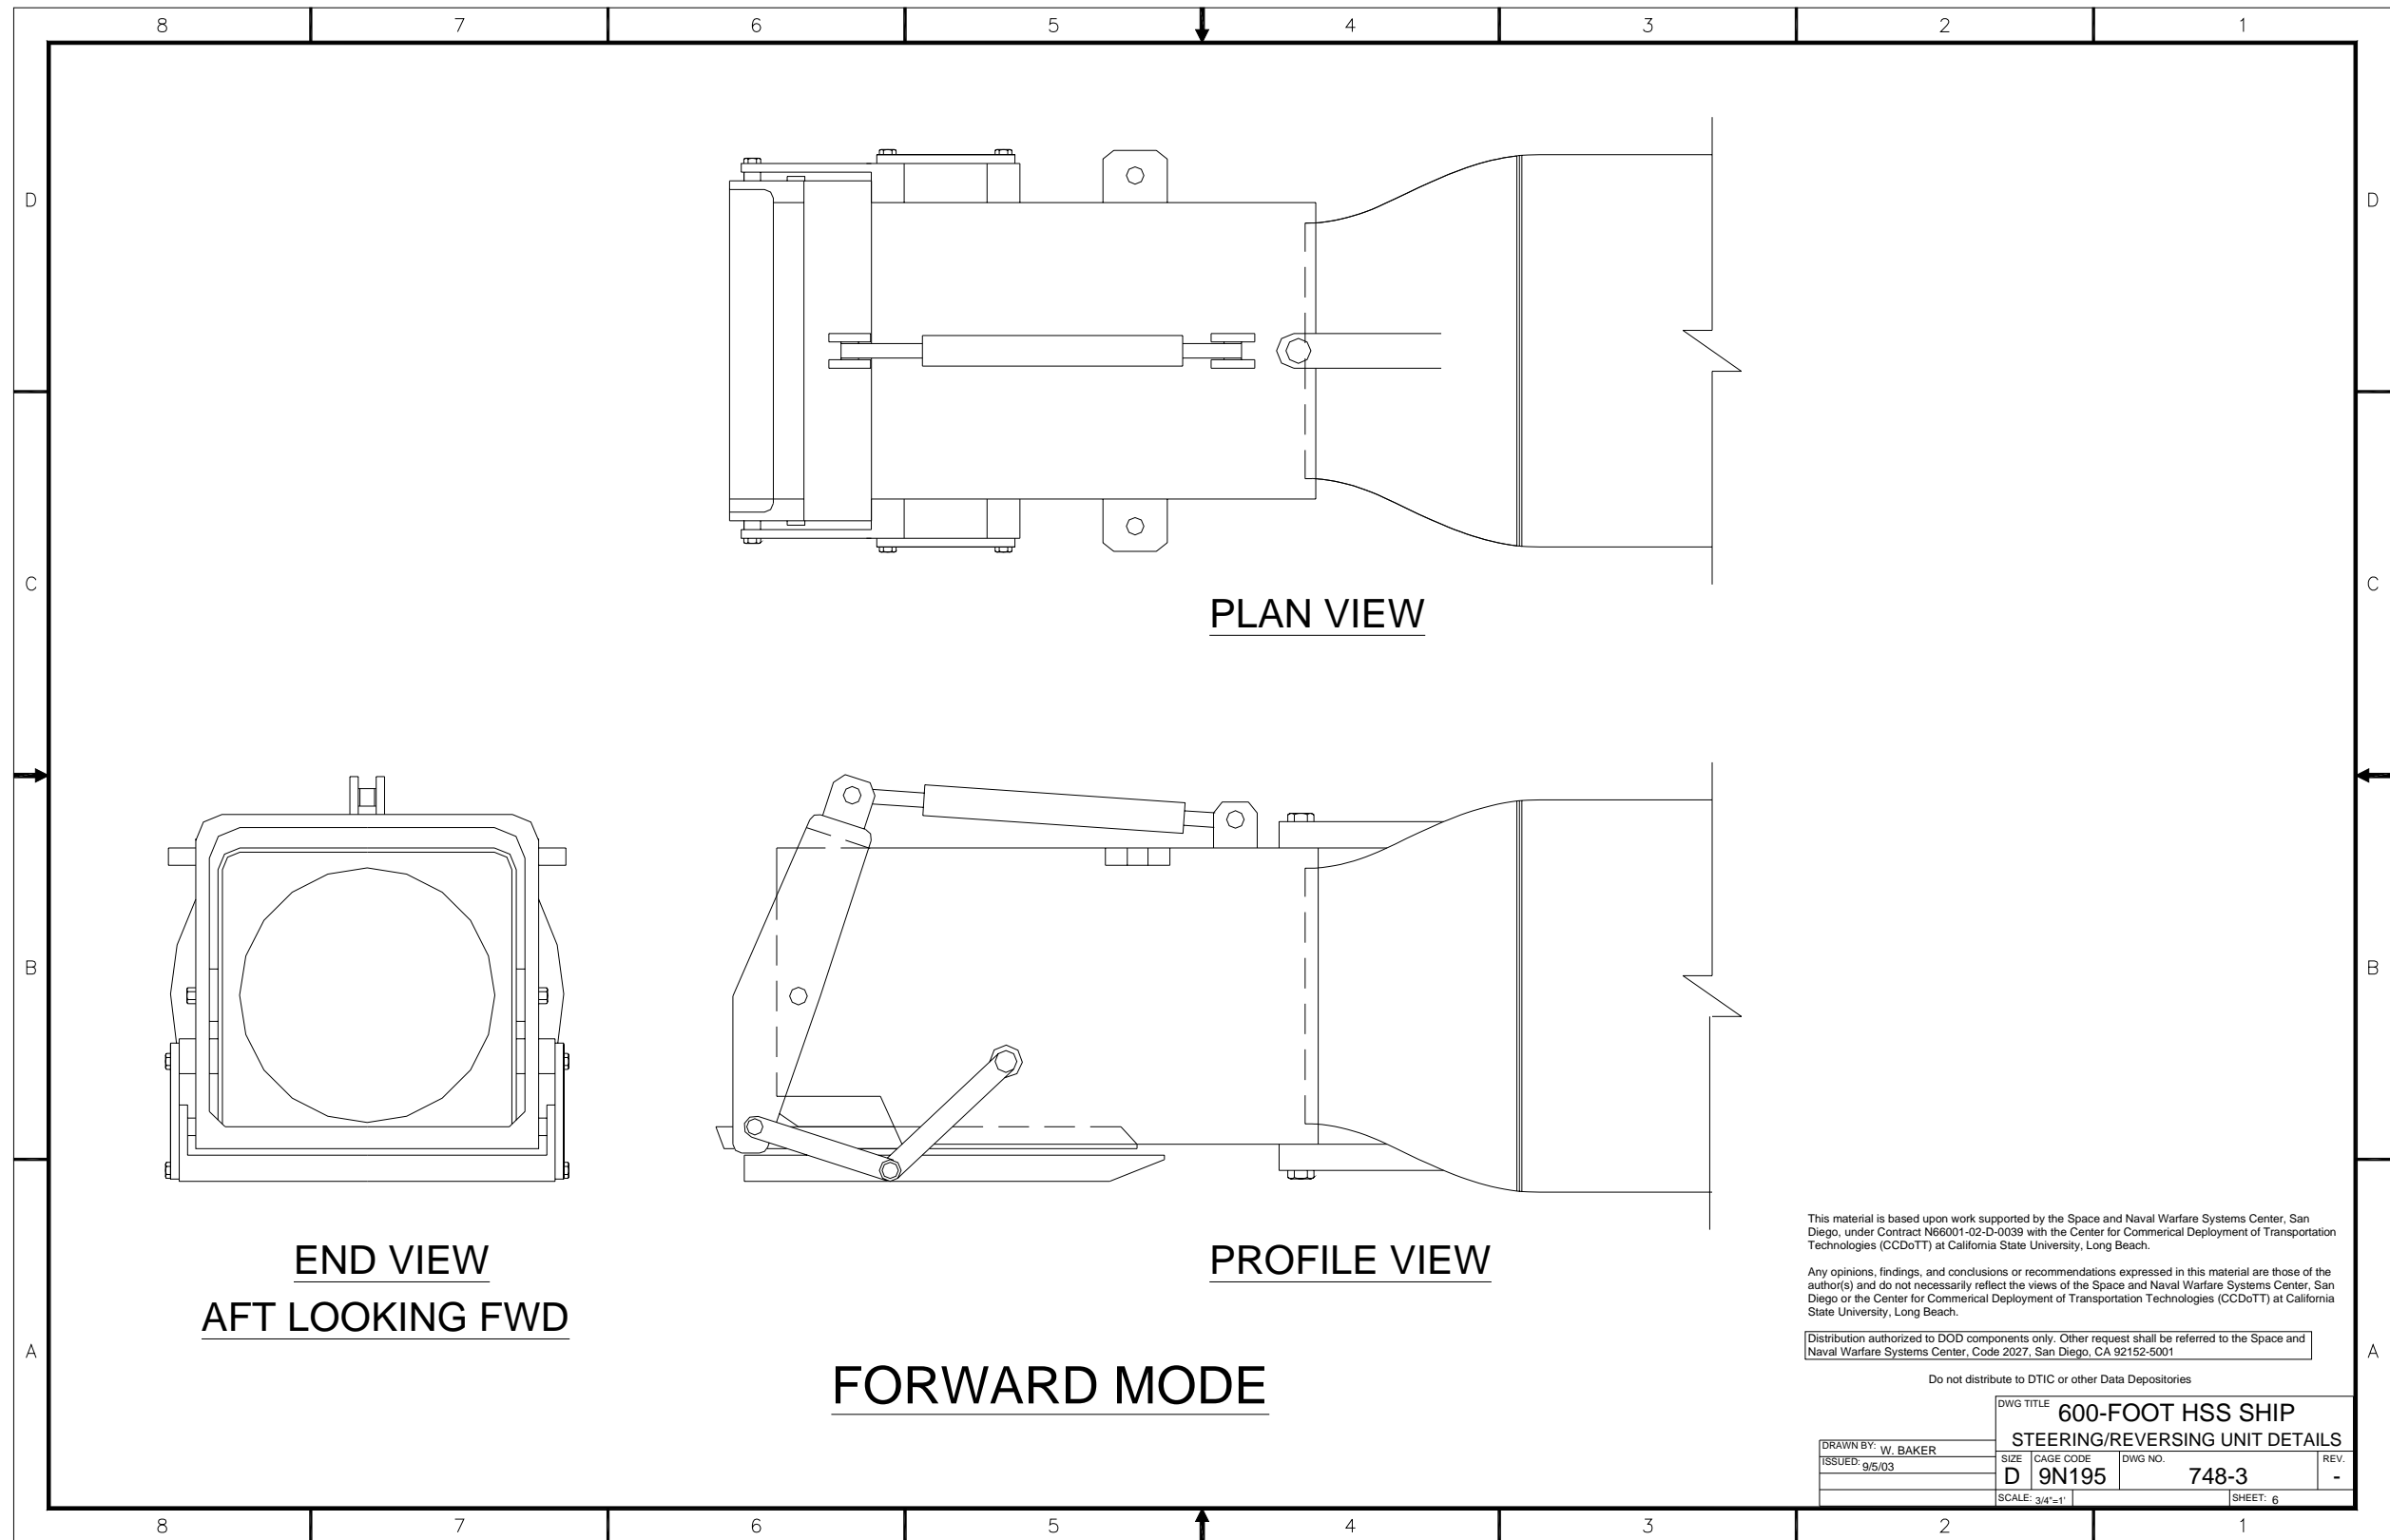 8 7 6 5 4 3 2 1
D D
PLAN VIEW
C C
B B
END VIEW
AFT LOOKING FWD
PROFILE VIEW
FORWARD MODE
A A
This material is based upon work supported by the Space and Naval Warfare Systems Center, San
Diego, under Contract N66001-02-D-0039 with the Center for Commerical Deployment of Transportation
Technologies (CCDoTT) at California State University, Long Beach.
Any opinions, findings, and conclusions or recommendations expressed in this material are those of the
author(s) and do not necessarily reflect the views of the Space and Naval Warfare Systems Center, San
Diego or the Center for Commerical Deployment of Transportation Technologies (CCDoTT) at California
State University, Long Beach.
Distribution authorized to DOD components only. Other request shall be referred to the Space and
Naval Warfare Systems Center, Code 2027, San Diego, CA 92152-5001
Do not distribute to DTIC or other Data Depositories
DWG TITLE 600-FOOT HSS SHIP
STEERING/REVERSING UNIT DETAILS
DRAWN BY: W. BAKER
ISSUED: 9/5/03
SIZE D CAGE CODE 9N195 DWG NO. 748-3 REV. -
SCALE: 3/4"=1' SHEET: 6
8 7 6 5 4 3 2 1